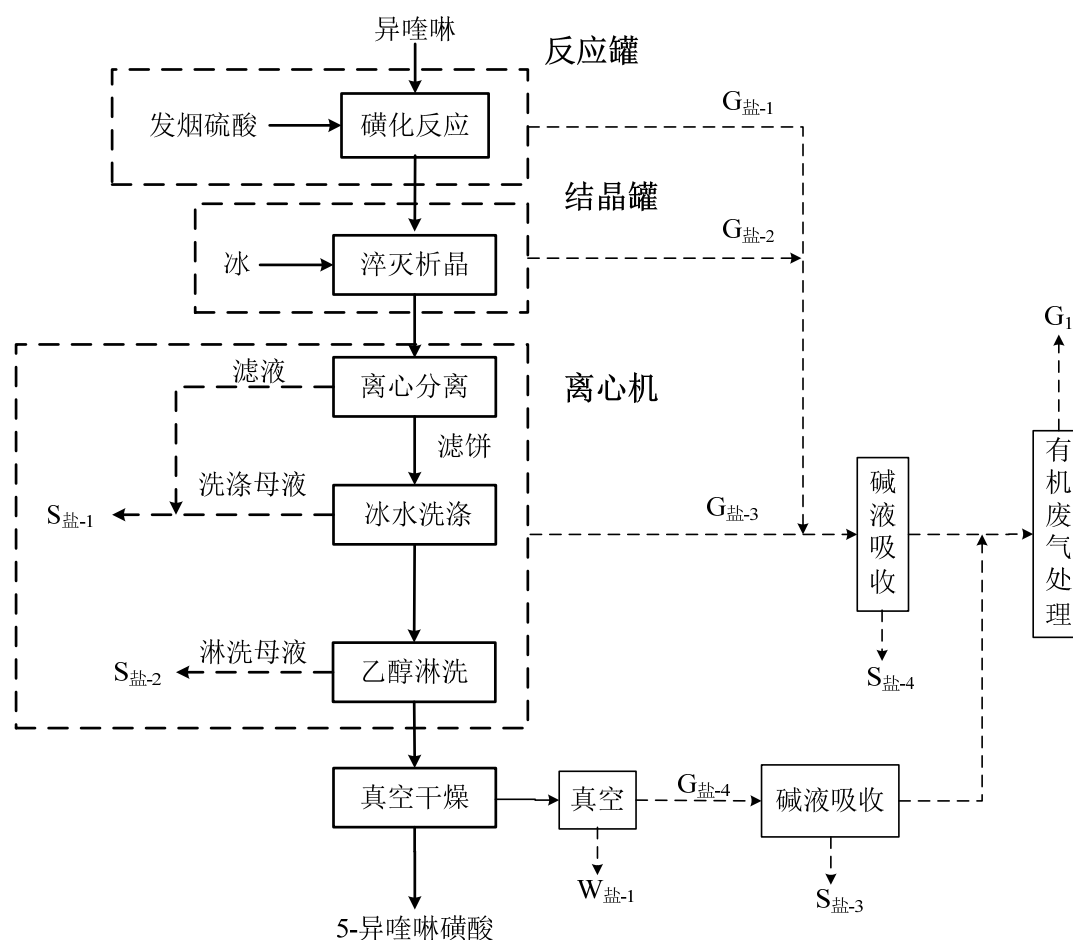 异喹啉
反应罐
发烟硫酸
磺化反应
G盐-1
结晶罐
冰
淬灭析晶
G盐-2
滤液
离心分离
离心机
滤饼
G1
洗涤母液
S盐-1
冰水洗涤
G盐-3
碱液吸收
有机废气处理
淋洗母液
S盐-2
乙醇淋洗
S盐-4
真空干燥
真空
G盐-4
碱液吸收
W盐-1
S盐-3
5-异喹啉磺酸